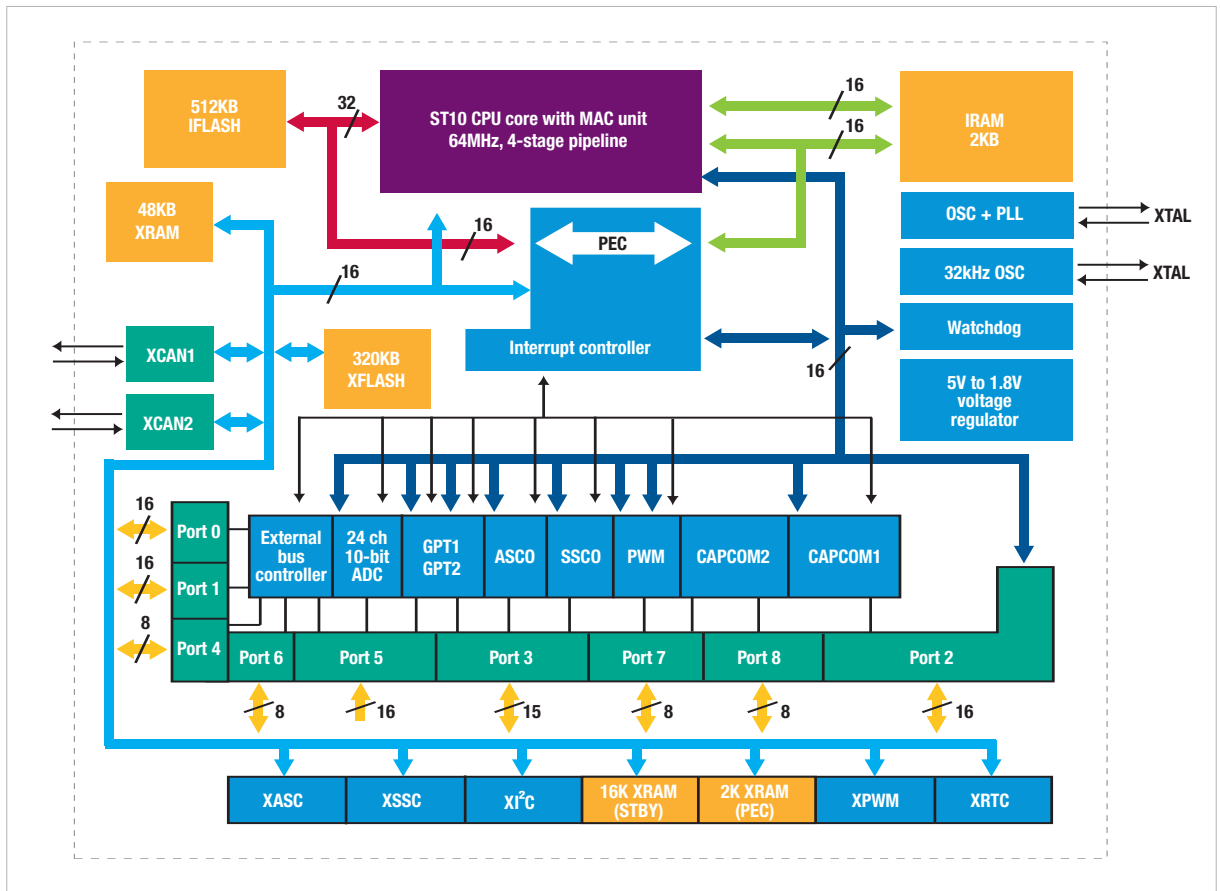 512KB
IFLASH
32
ST10 CPU core with MAC unit
64MHz, 4-stage pipeline
16
16
IRAM
2KB
48KB
XRAM
16
16
PEC
OSC + PLL
XTAL
32kHz OSC
XTAL
XCAN1
320KB
XFLASH
Interrupt controller
16
Watchdog
XCAN2
5V to 1.8V
voltage
regulator
16
Port 0
16
Port 1
8
Port 4
External
bus
controller
24 ch
10-bit
ADC
GPT1
GPT2
ASCO
SSCO
PWM
CAPCOM2
CAPCOM1
Port 6
Port 5
Port 3
Port 7
Port 8
Port 2
8
16
15
8
8
16
XASC
XSSC
XI²C
16K XRAM
(STBY)
2K XRAM
(PEC)
XPWM
XRTC